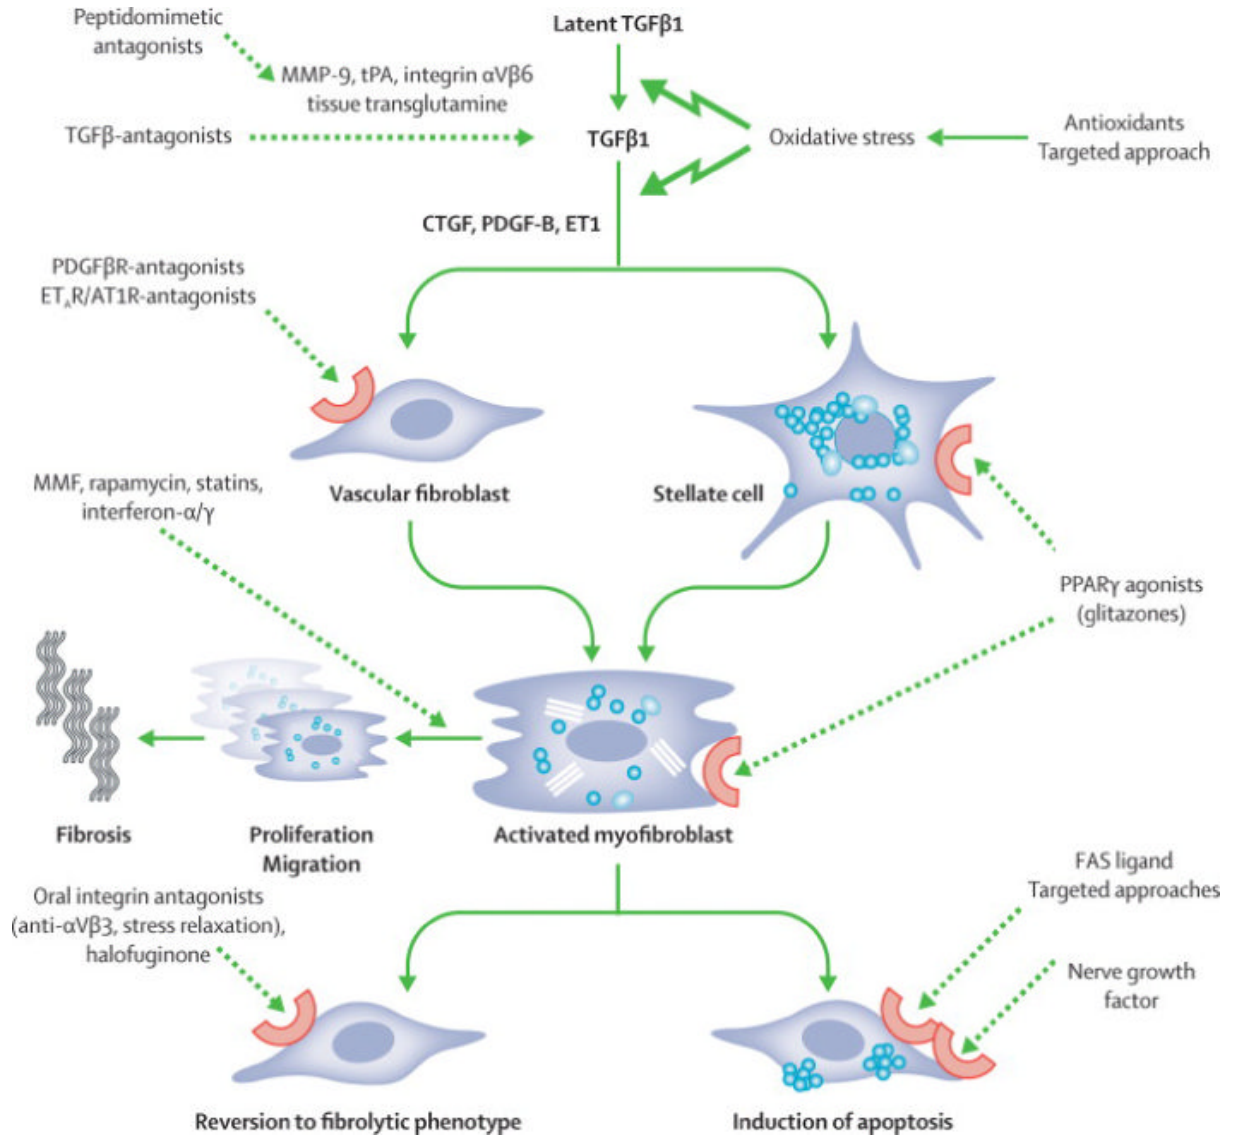 Peptidomimetic
antagonists
Latent TGFβ1
MMP-9, tPA, integrin αVβ6
tissue transglutamine
TGFβ-antagonists
TGFβ1
Oxidative stress
Antioxidants
Targeted approach
CTGF, PDGF-B, ET1
PDGFβR-antagonists
ETAR/AT1R-antagonists
Vascular fibroblast
Stellate cell
MMF, rapamycin, statins,
interferon-α/γ
PPARγ agonists
(glitazones)
Fibrosis
Proliferation
Migration
Activated myofibroblast
Oral integrin antagonists
(anti-αVβ3, stress relaxation),
halofuginone
FAS ligand
Targeted approaches
Nerve growth
factor
Reversion to fibrolytic phenotype
Induction of apoptosis